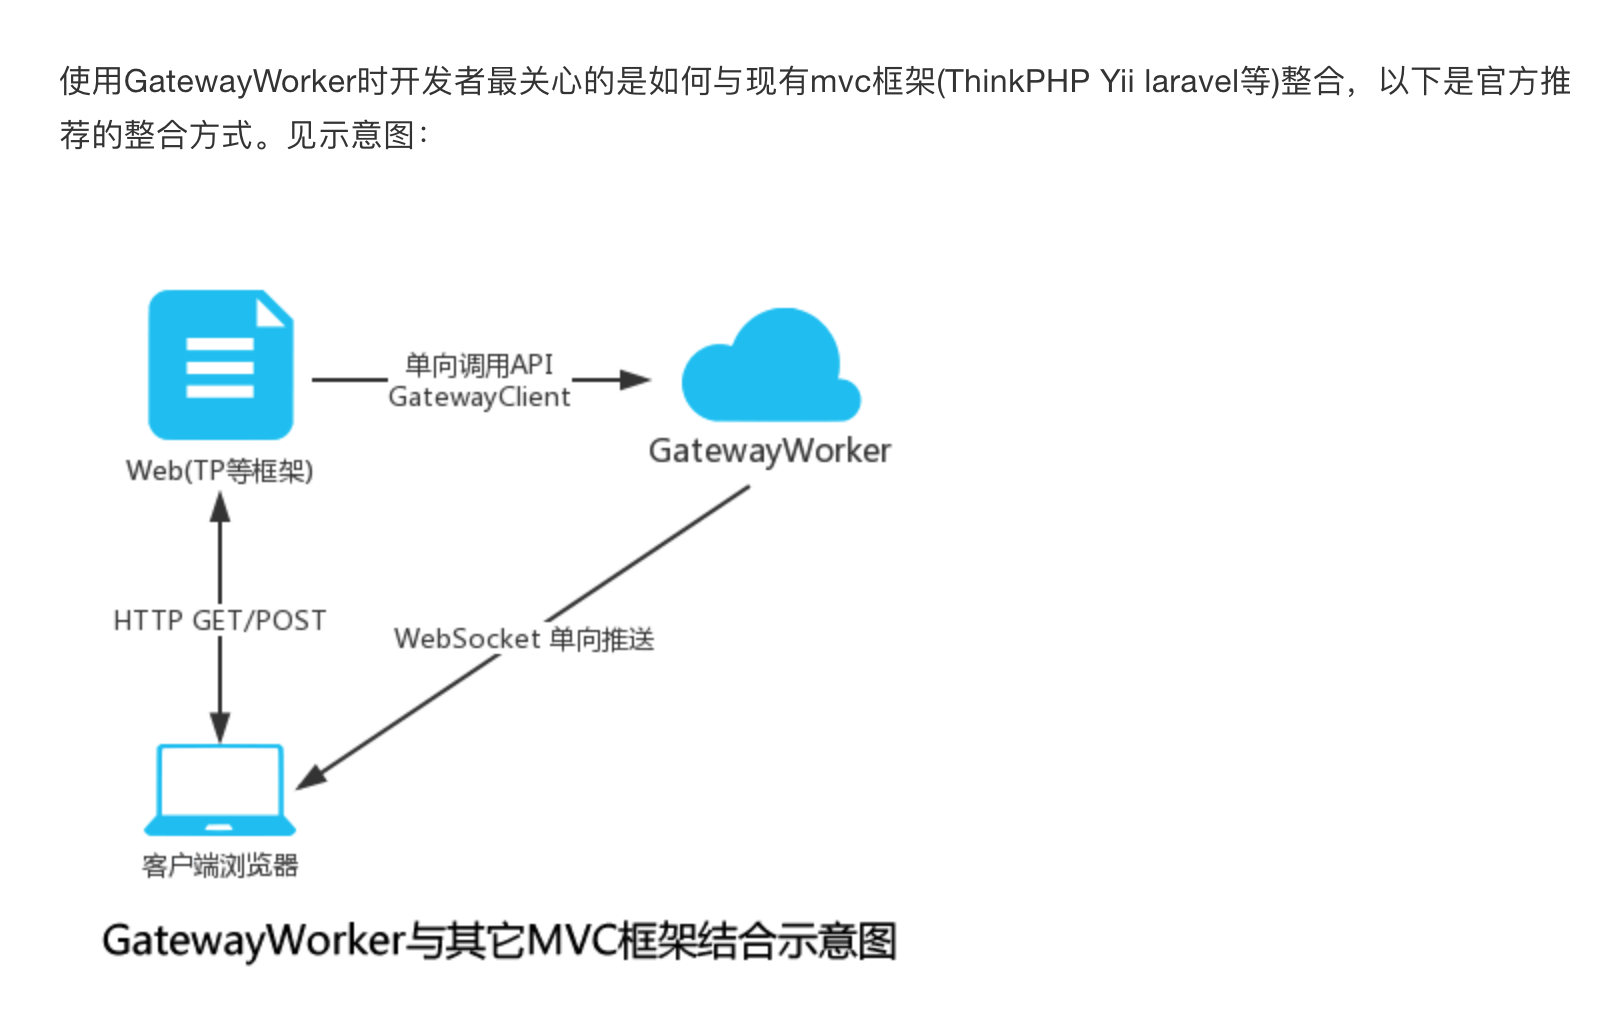 使用GatewayWorker时开发者最关心的是如何与现有mvc框架(ThinkPHP Yii laravel等)整合，以下是官方推
荐的整合方式。见示意图：
单向调用API
GatewayClient
GatewayWorker
Web(TP等框架)
HTTP GET/POST
WebSocket 单向推送
客户端浏览器
GatewayWorker与其它MVC框架结合示意图